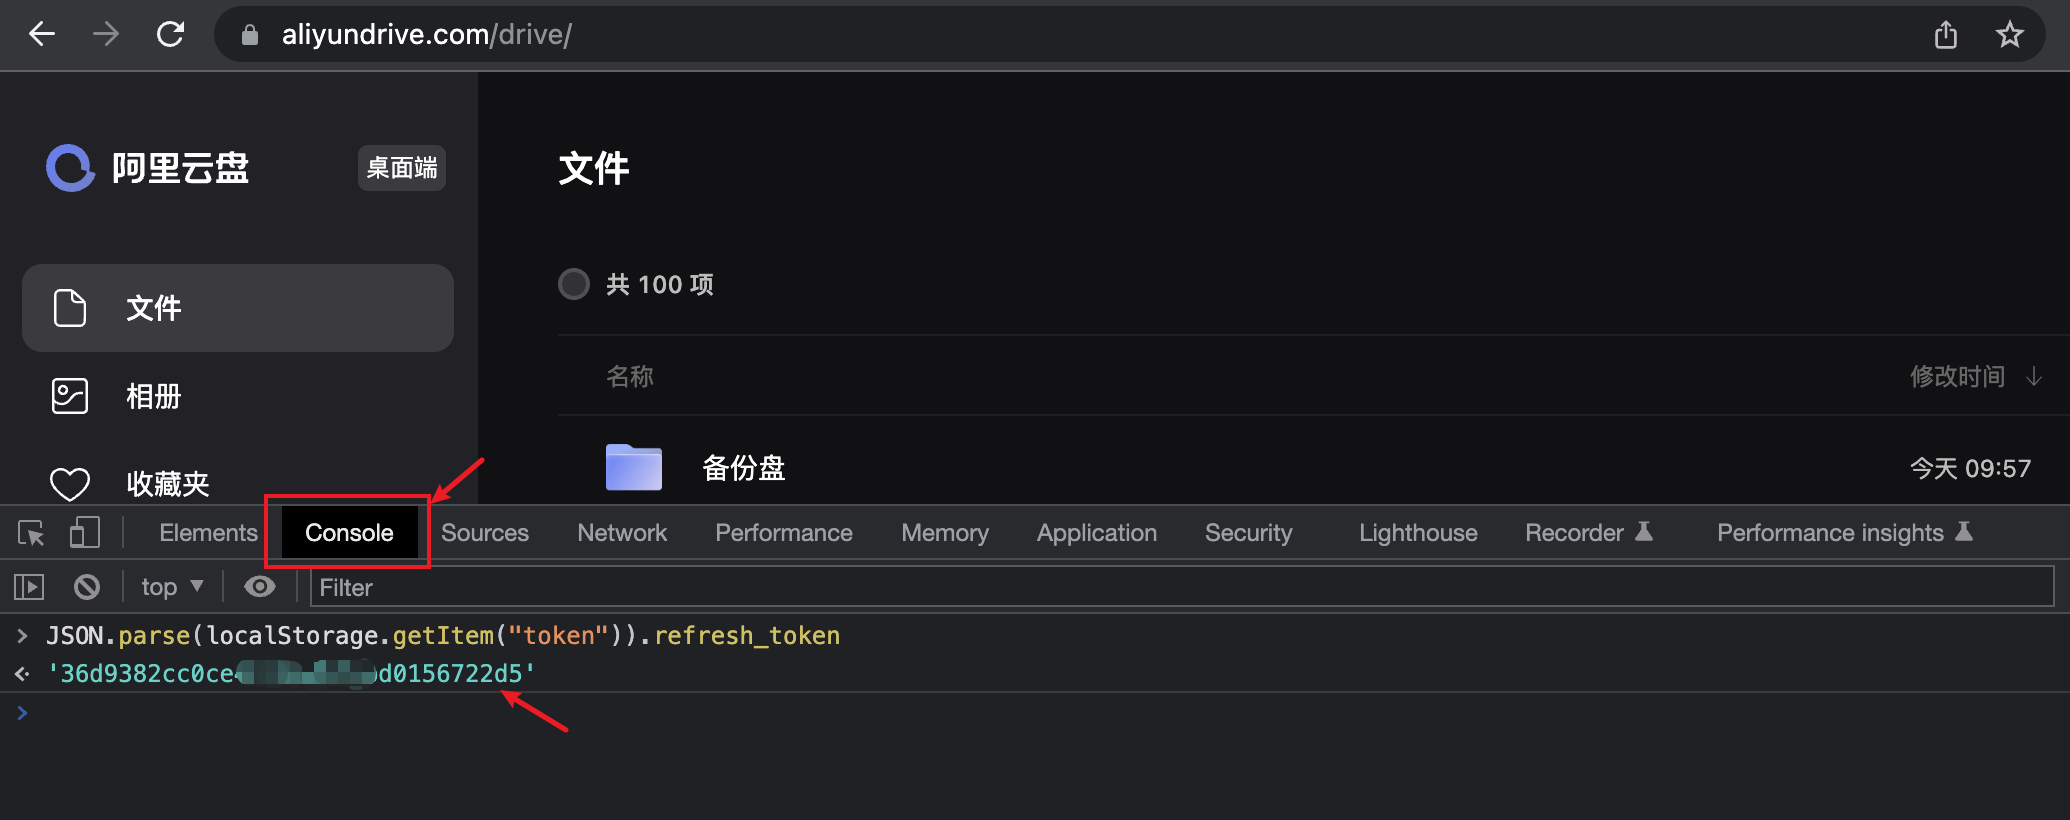 aliyundrive.com/drive/
阿里云盘
桌面端
文件
文件
共 100 项
相册
名称
修改时间
收藏夹
备份盘
今天 09:57
Elements
Console
Sources
Network
Performance
Memory
Application
Security
Lighthouse
Recorder
Performance insights
top
Filter
JSON.parse(localStorage.getItem("token")).refresh_token
'36d9382cc0ce d0156722d5'